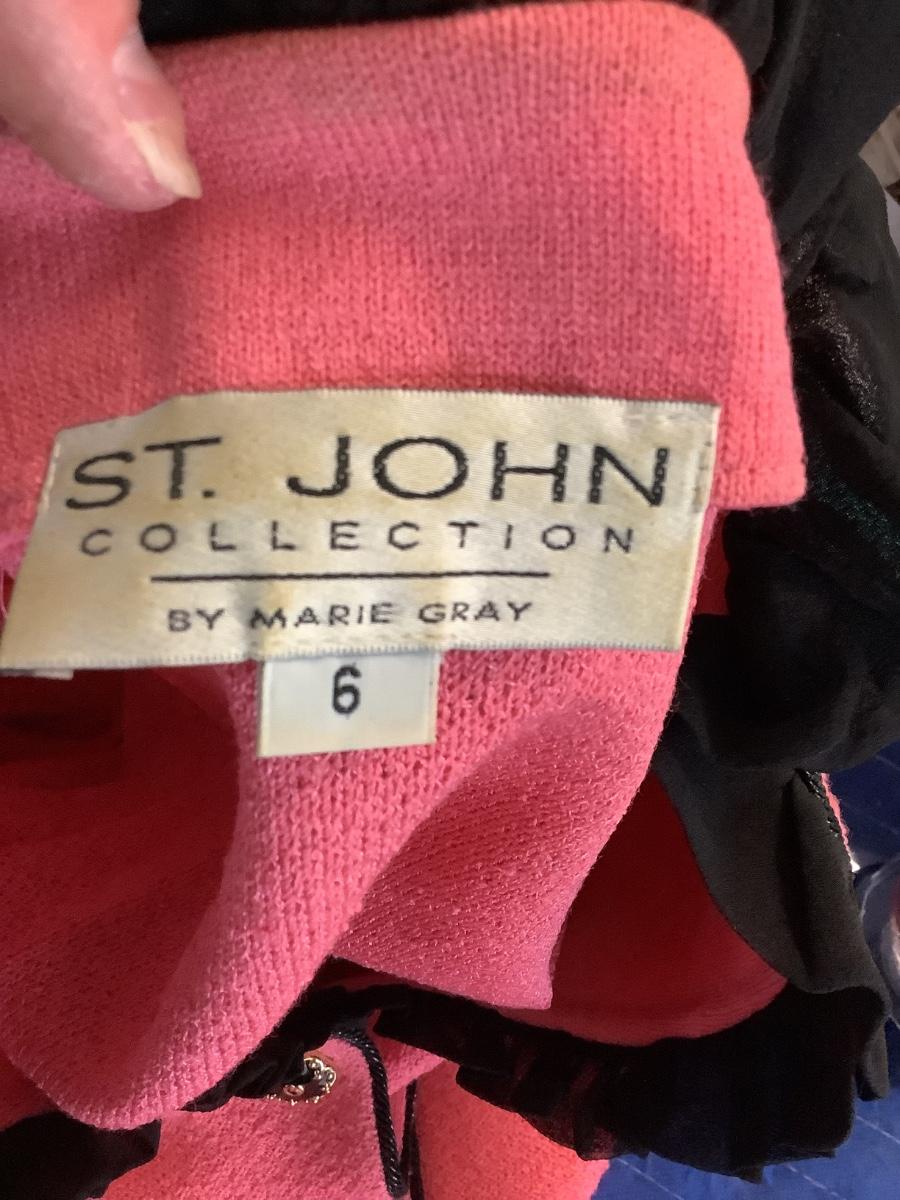 ST. JOHN
COLLECTION
BY MARIE GRAY
6